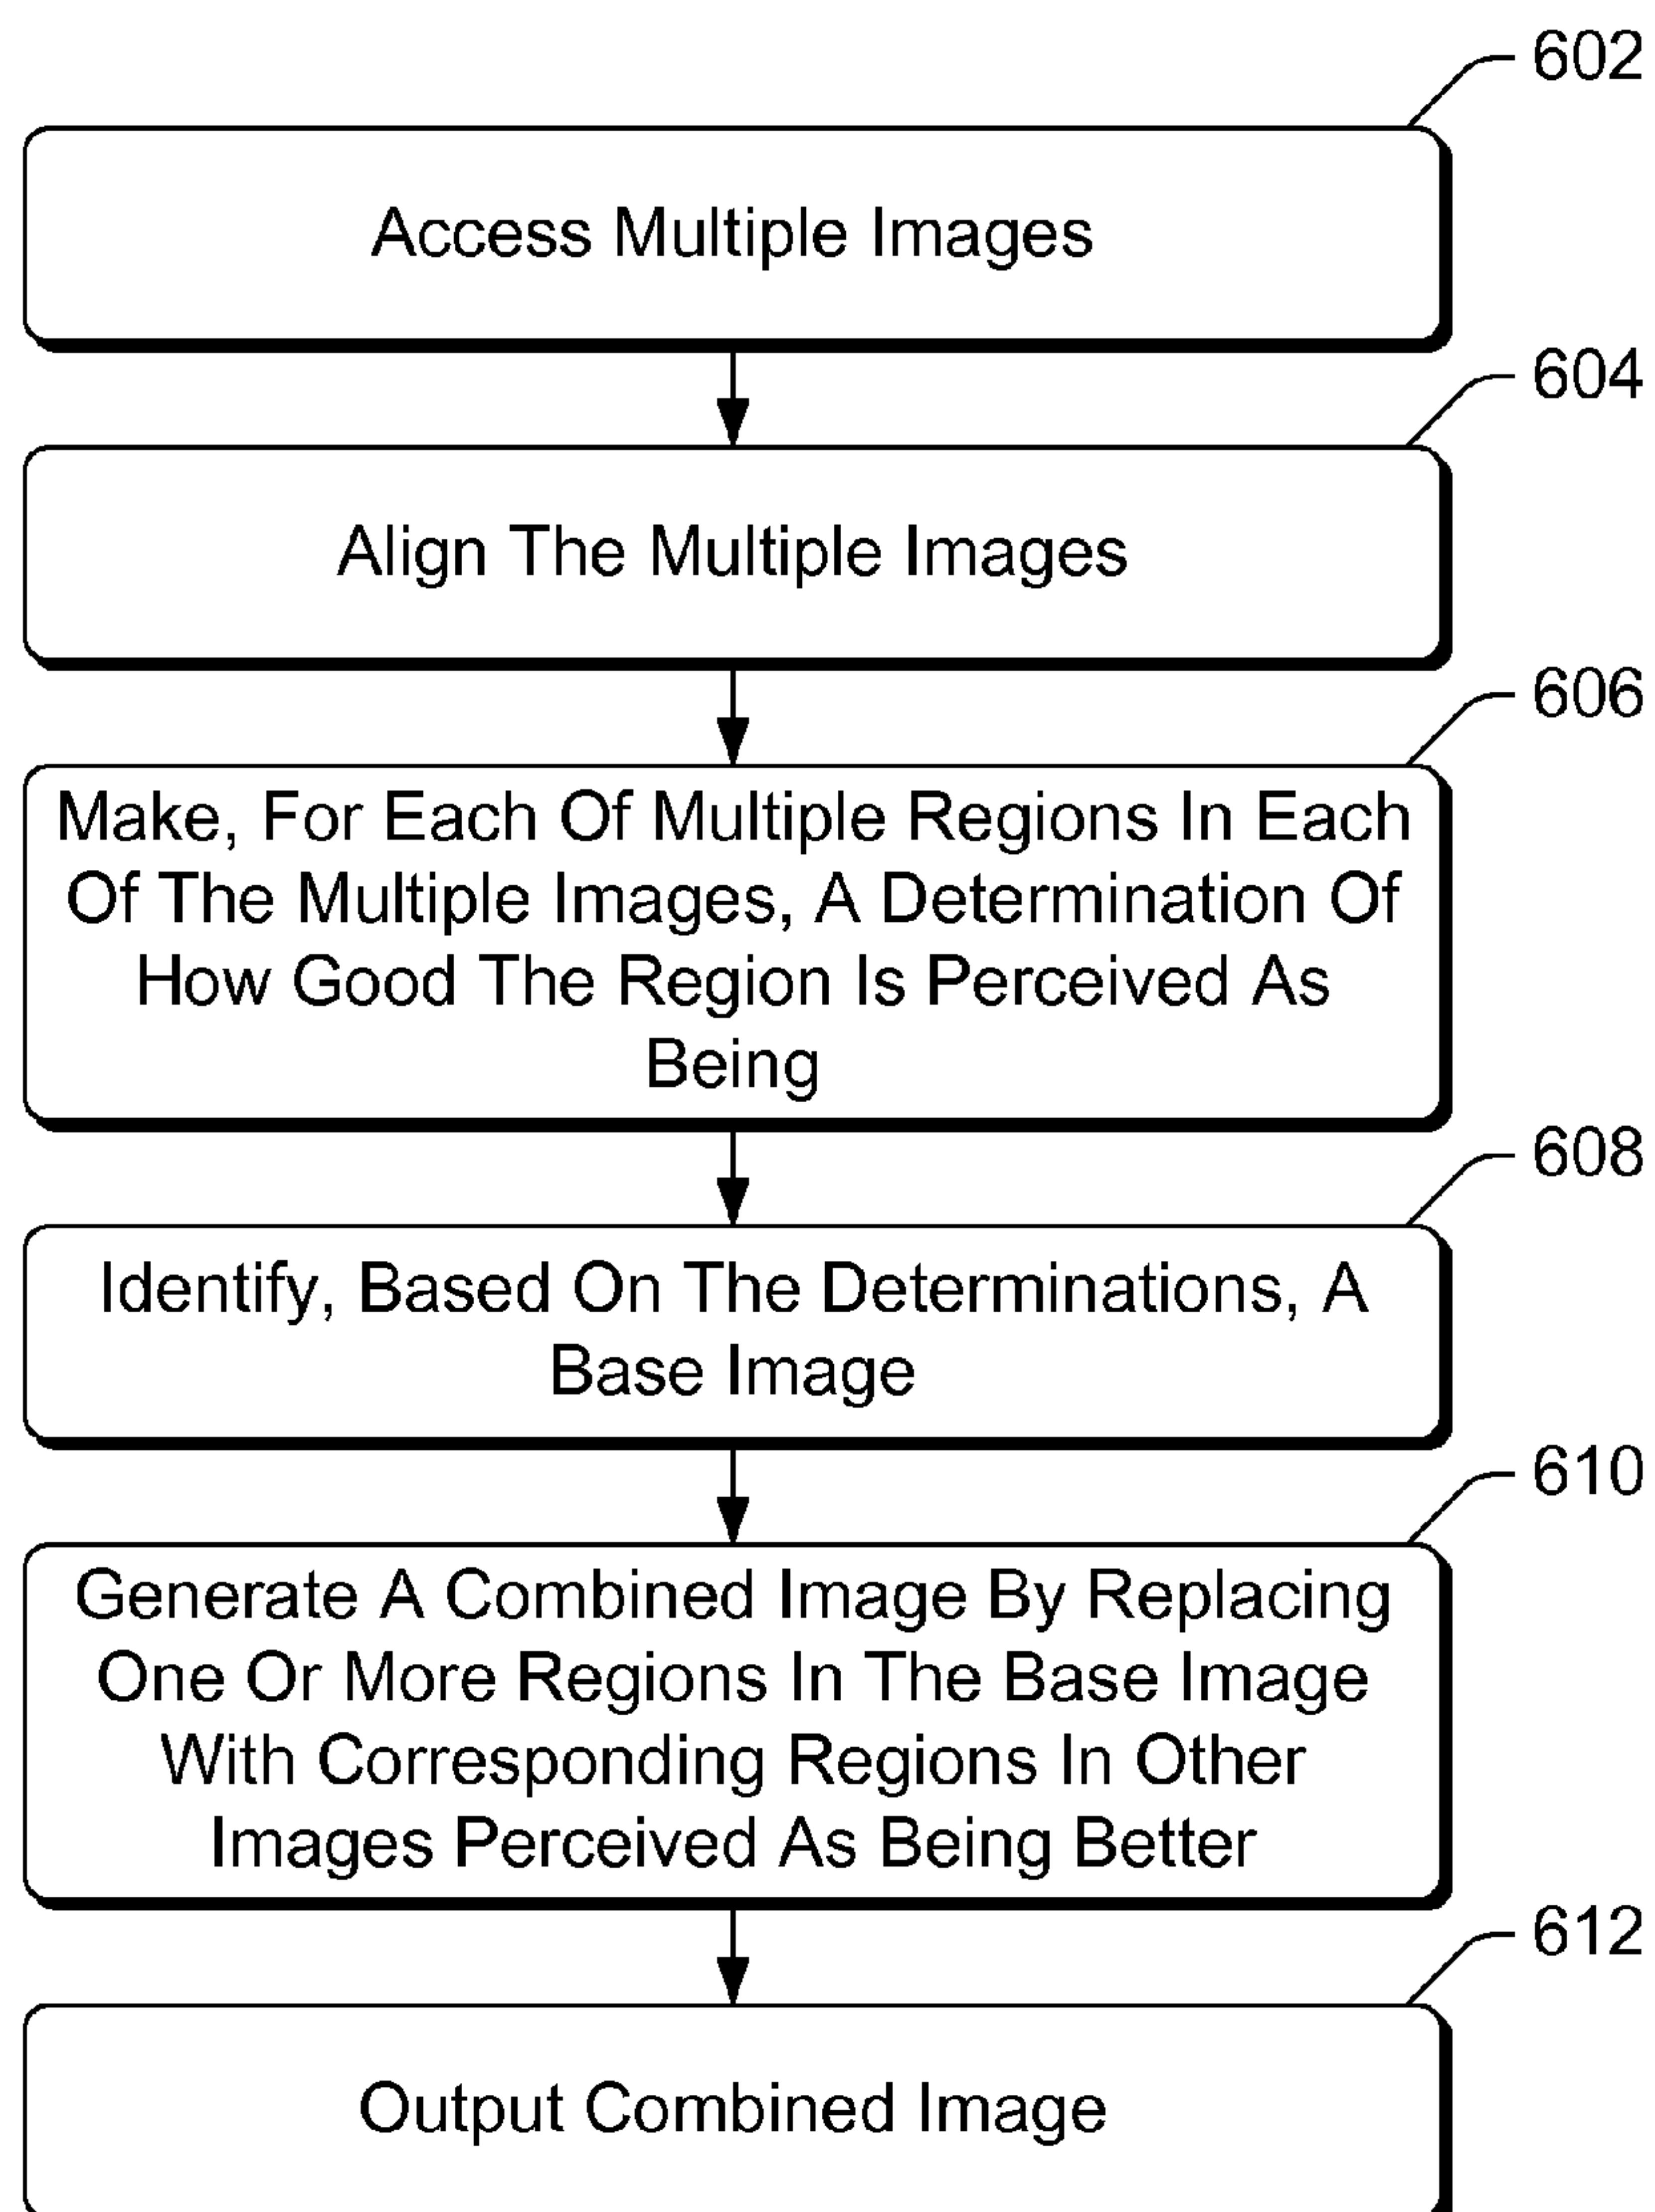 602
Access Multiple Images
604
Align The Multiple Images
606
Make, For Each Of Multiple Regions In Each
Of The Multiple Images, A Determination Of
How Good The Region Is Perceived As
Being
608
Identify, Based On The Determinations, A
Base Image
610
Generate A Combined Image By Replacing
One Or More Regions In The Base Image
With Corresponding Regions In Other
Images Perceived As Being Better
612
Output Combined Image